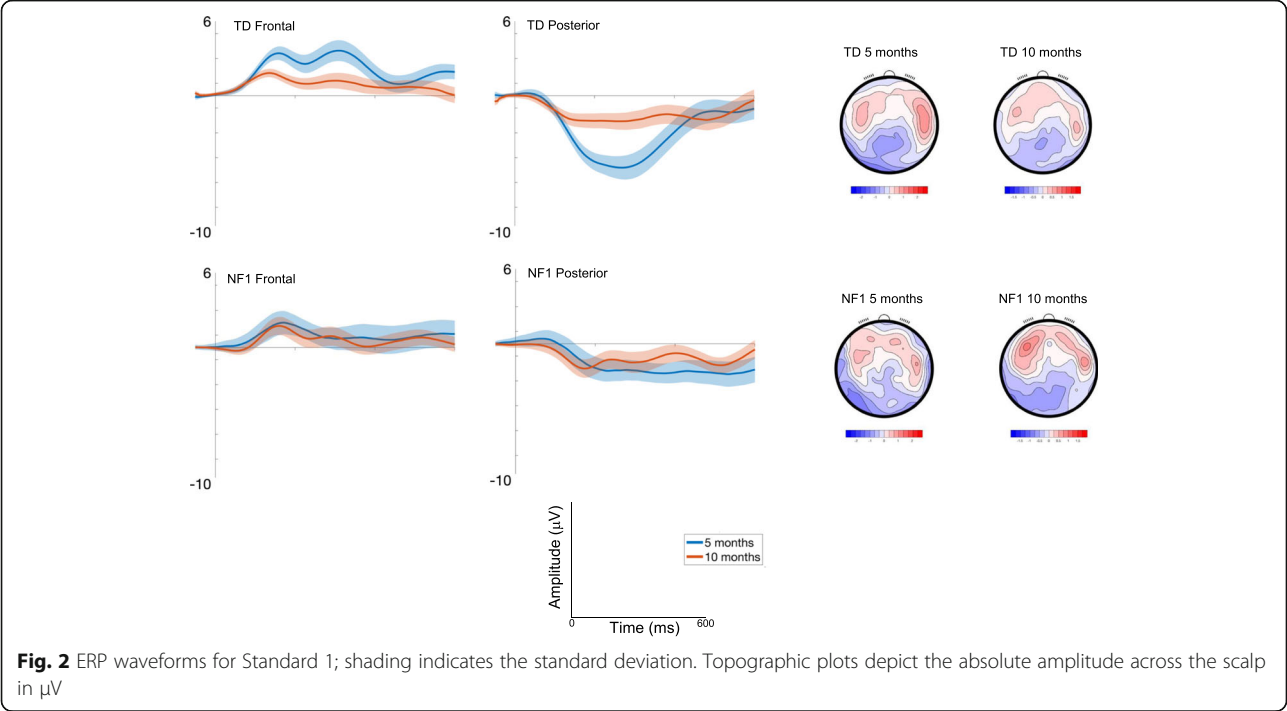 6
TD Frontal
-10
6
TD Posterior
-10
TD 5 months
TD 10 months
6
NF1 Frontal
-10
6
NF1 Posterior
-10
NF1 5 months
NF1 10 months
Amplitude (µV)
0
Time (ms)
600
5 months
10 months
Fig. 2 ERP waveforms for Standard 1; shading indicates the standard deviation. Topographic plots depict the absolute amplitude across the scalp
in µV